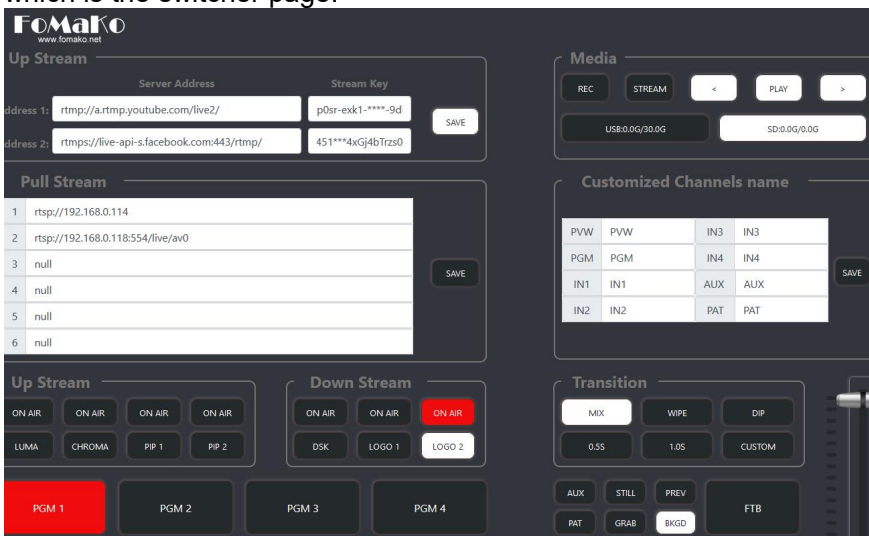 which is the switcher page.
FoMaKo
www.fomako.net
Up Stream
Server Address Stream Key
ddress 1: rtmp://a.rtmp.youtube.com/live2/ p0sr-exk1-****-9d
SAVE
ddress 2: rtmps://live-api-s.facebook.com:443/rtmp/ 451***4xGj4bTrzs0
Media
REC STREAM < PLAY >
USB:0.0G/30.0G SD:0.0G/0.0G
Pull Stream
1 rtsp://192.168.0.114
2 rtsp://192.168.0.118:554/live/av0
3 null
4 null
5 null
6 null
SAVE
Customized Channels name
PVW PVW IN3 IN3
PGM PGM IN4 IN4
IN1 IN1 AUX AUX
IN2 IN2 PAT PAT
SAVE
Up Stream
ON AIR ON AIR ON AIR ON AIR
LUMA CHROMA PIP 1 PIP 2
Down Stream
ON AIR ON AIR ON AIR
DSK LOGO 1 LOGO 2
Transition
MIX WIPE DIP
0.5S 1.0S CUSTOM
PGM 1 PGM 2 PGM 3 PGM 4
AUX STILL PREV
PAT GRAB BKGD
FTB